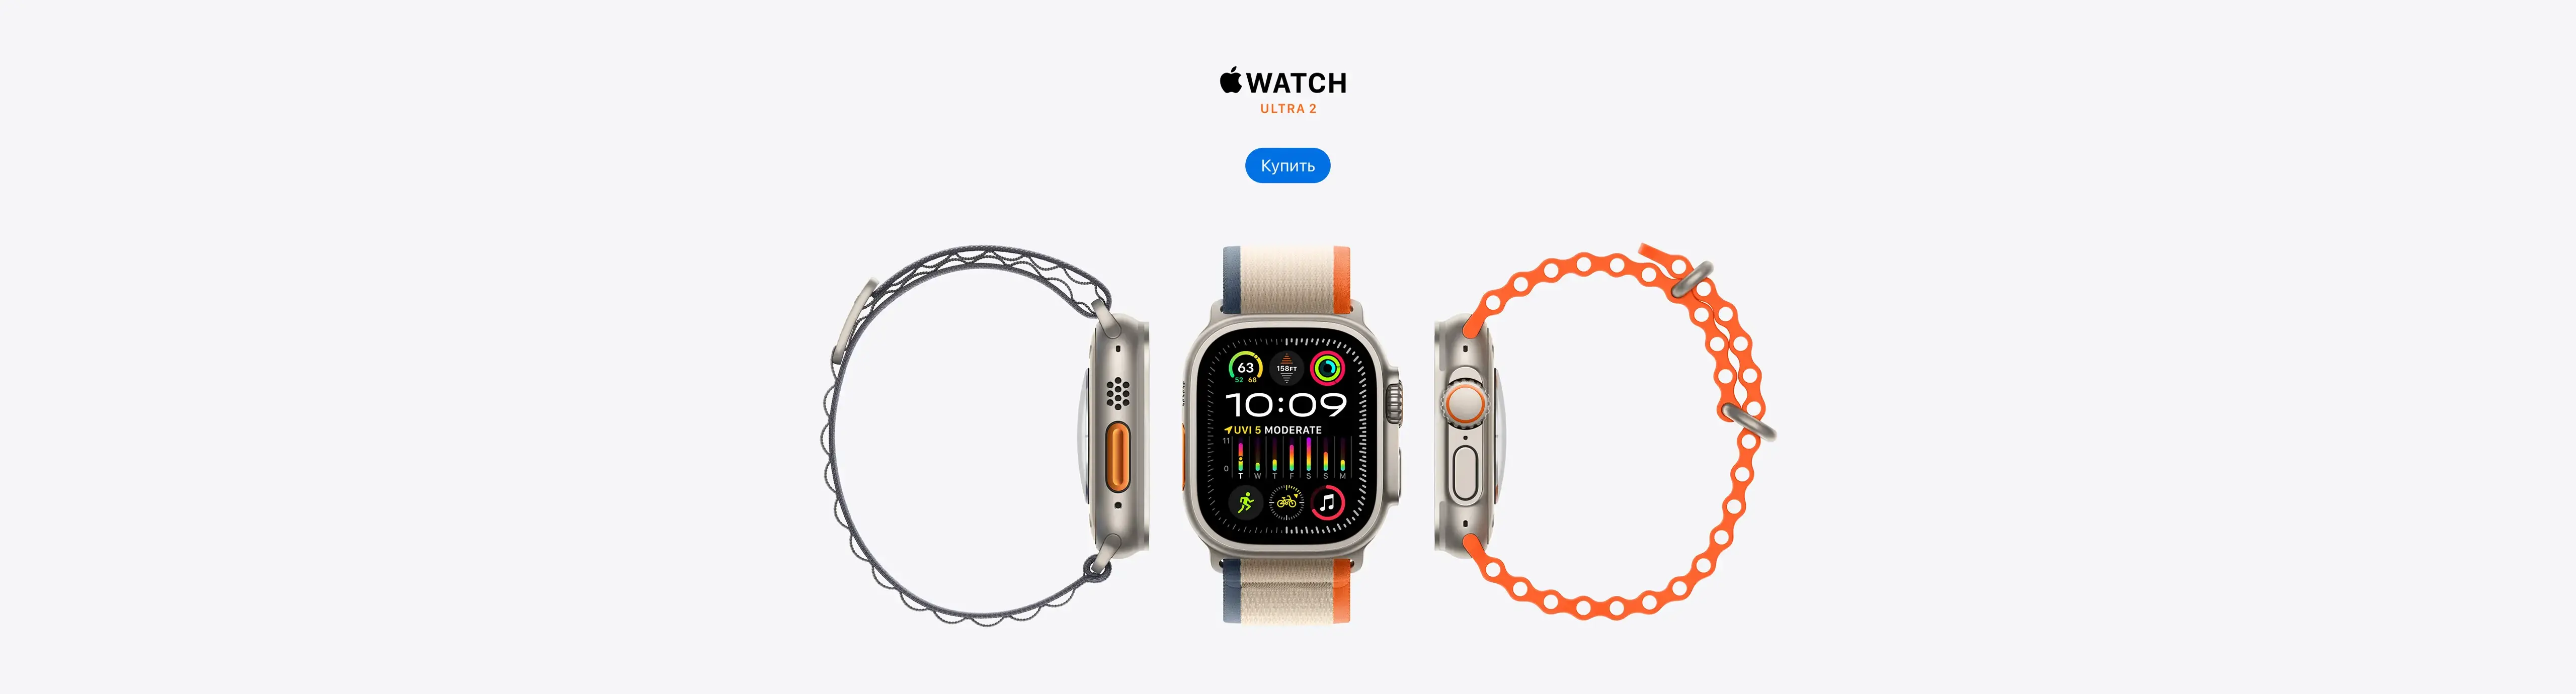 WATCH
ULTRA 2
Купить
63
52 68
158FT
10:09
UVI 5 MODERATE
11
0
T W T F S S M